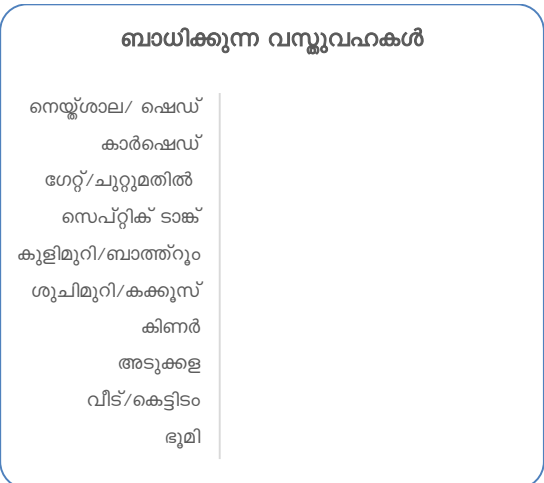 ബാധിക്കുന്ന വസ്തുവഹകൾ
നെയ്ത്ശാല/ ഷെഡ്
കാർഷെഡ്
ഗേറ്റ്/ചുറ്റുമതിൽ
സെപ്റ്റിക് ടാങ്ക്
കുളിമുറി/ബാത്ത്റൂം
ശുചിമുറി/കക്കൂസ്
കിണർ
അടുക്കള
വീട്/കെട്ടിടം
ഭൂമി